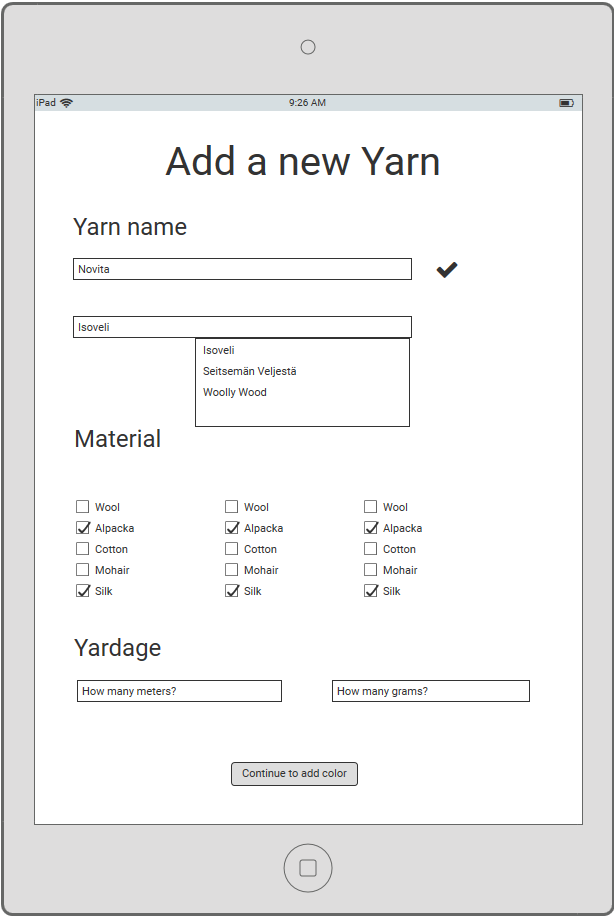 iPad 9:26 AM
Add a new Yarn
Yarn name
Novita
Isoveli
Isoveli
Seitsemän Veljestä
Woolly Wood
Material
Wool Wool Wool
Alpacka Alpacka Alpacka
Cotton Cotton Cotton
Mohair Mohair Mohair
Silk Silk Silk
Yardage
How many meters? How many grams?
Continue to add color